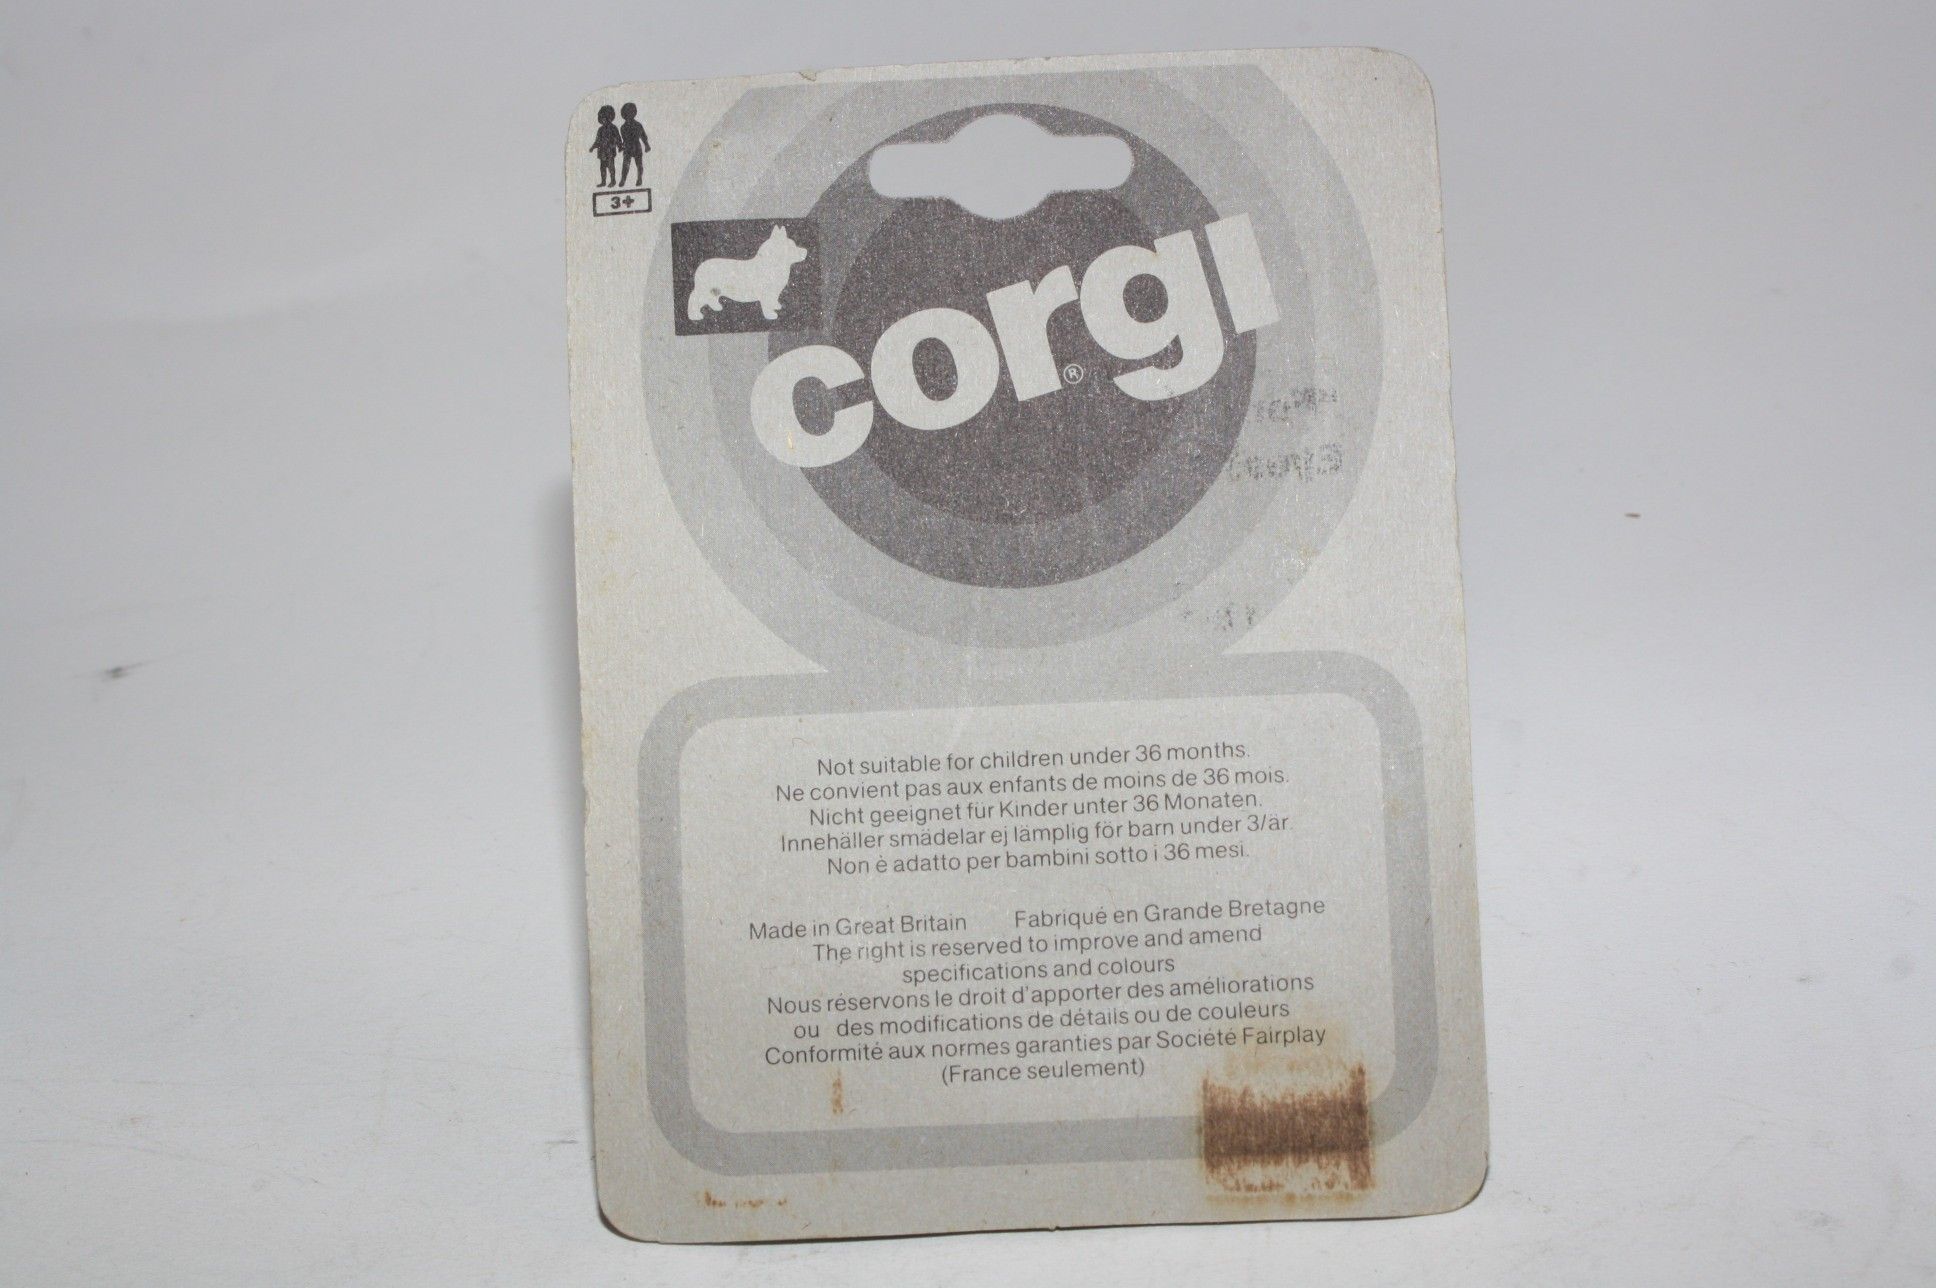 3+
corgi
®
Not suitable for children under 36 months.
Ne convient pas aux enfants de moins de 36 mois.
Nicht geeignet für Kinder unter 36 Monaten.
Innehäller smädelar ej lämplig för barn under 3/är.
Non è adatto per bambini sotto i 36 mesi.
Made in Great Britain Fabriqué en Grande Bretagne
The right is reserved to improve and amend
specifications and colours
Nous réservons le droit d'apporter des améliorations
ou des modifications de détails ou de couleurs
Conformité aux normes garanties par Société Fairplay
(France seulement)